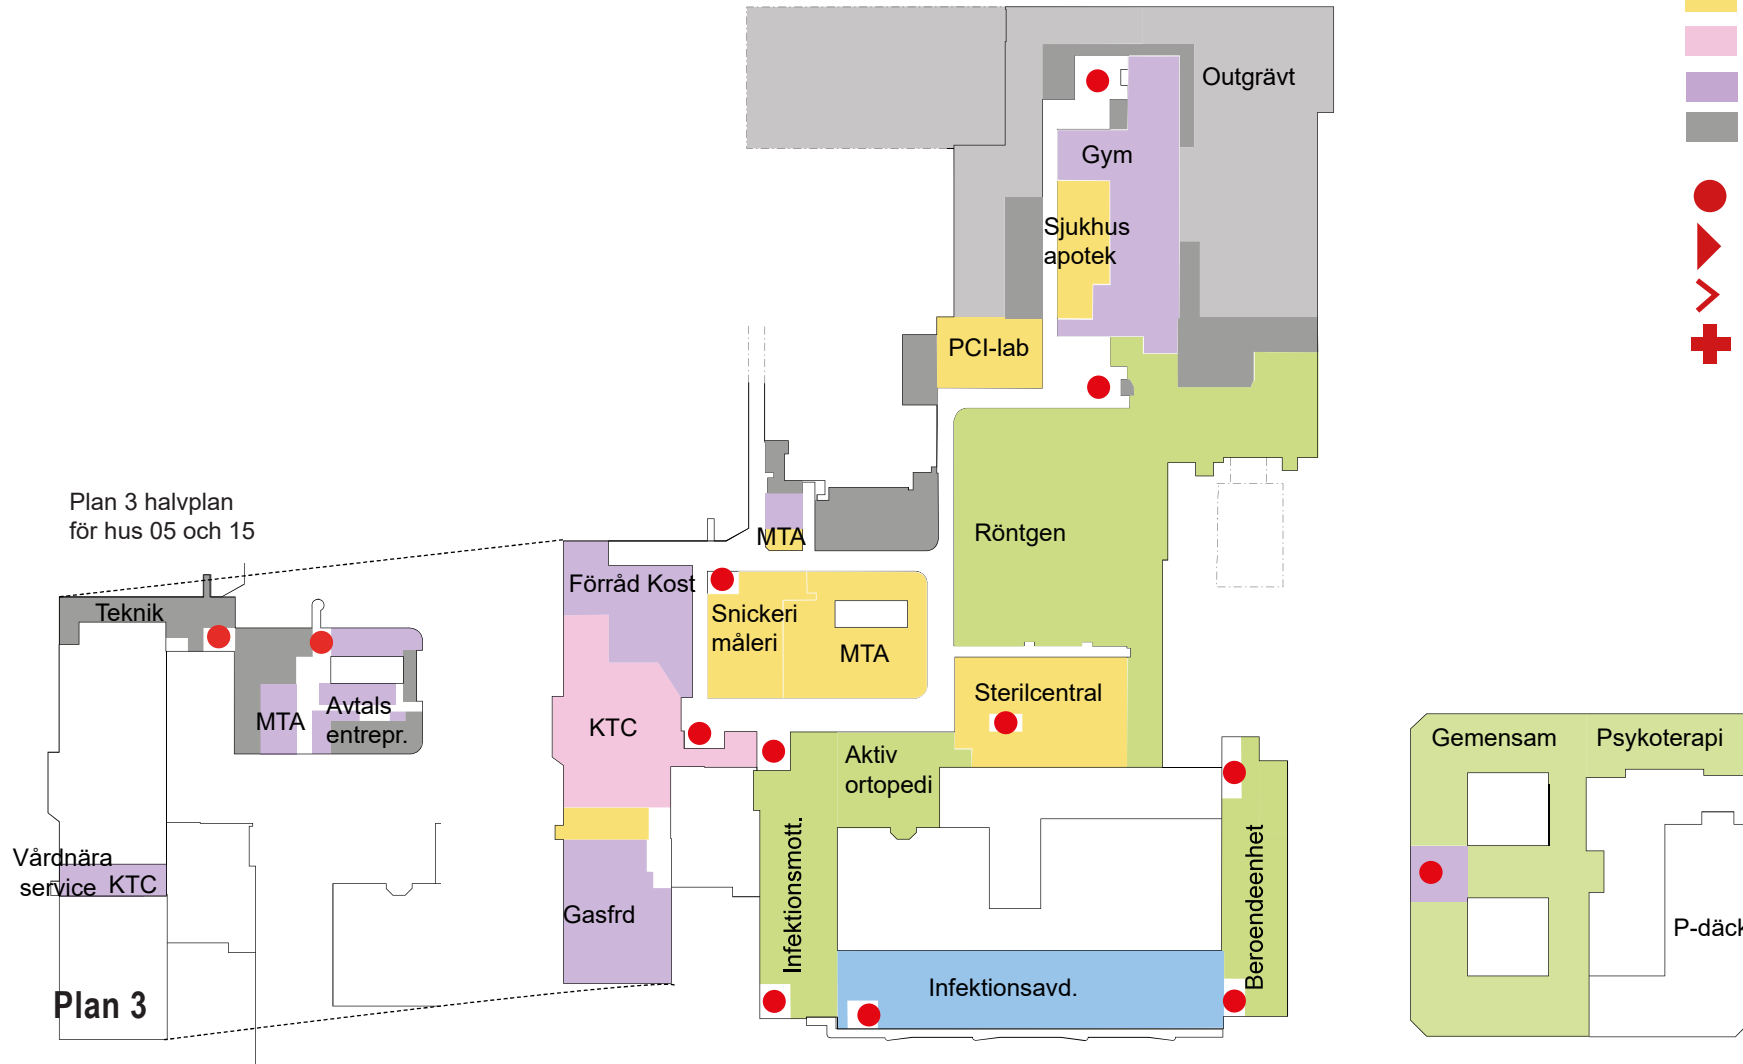 Outgrävt
Gym
Sjukhus
apotek
PCI-lab
Plan 3 halvplan
för hus 05 och 15
Röntgen
MTA
Förråd Kost
Teknik
Snickeri
måleri
MTA
Sterilcentral
Avtals
entrepr.
MTA
KTC
Aktiv
ortopedi
Gemensam
Psykoterapi
Infektionsmott.
Beroendeenhet
Vårdnära
service
KTC
Gasfrd
P-däck
Infektionsavd.
Plan 3